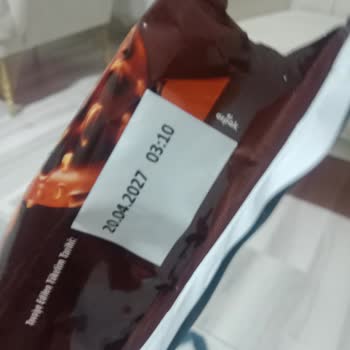 20.04.2027 03:10
Tavsiye Edilen Tüketim Tarihi: